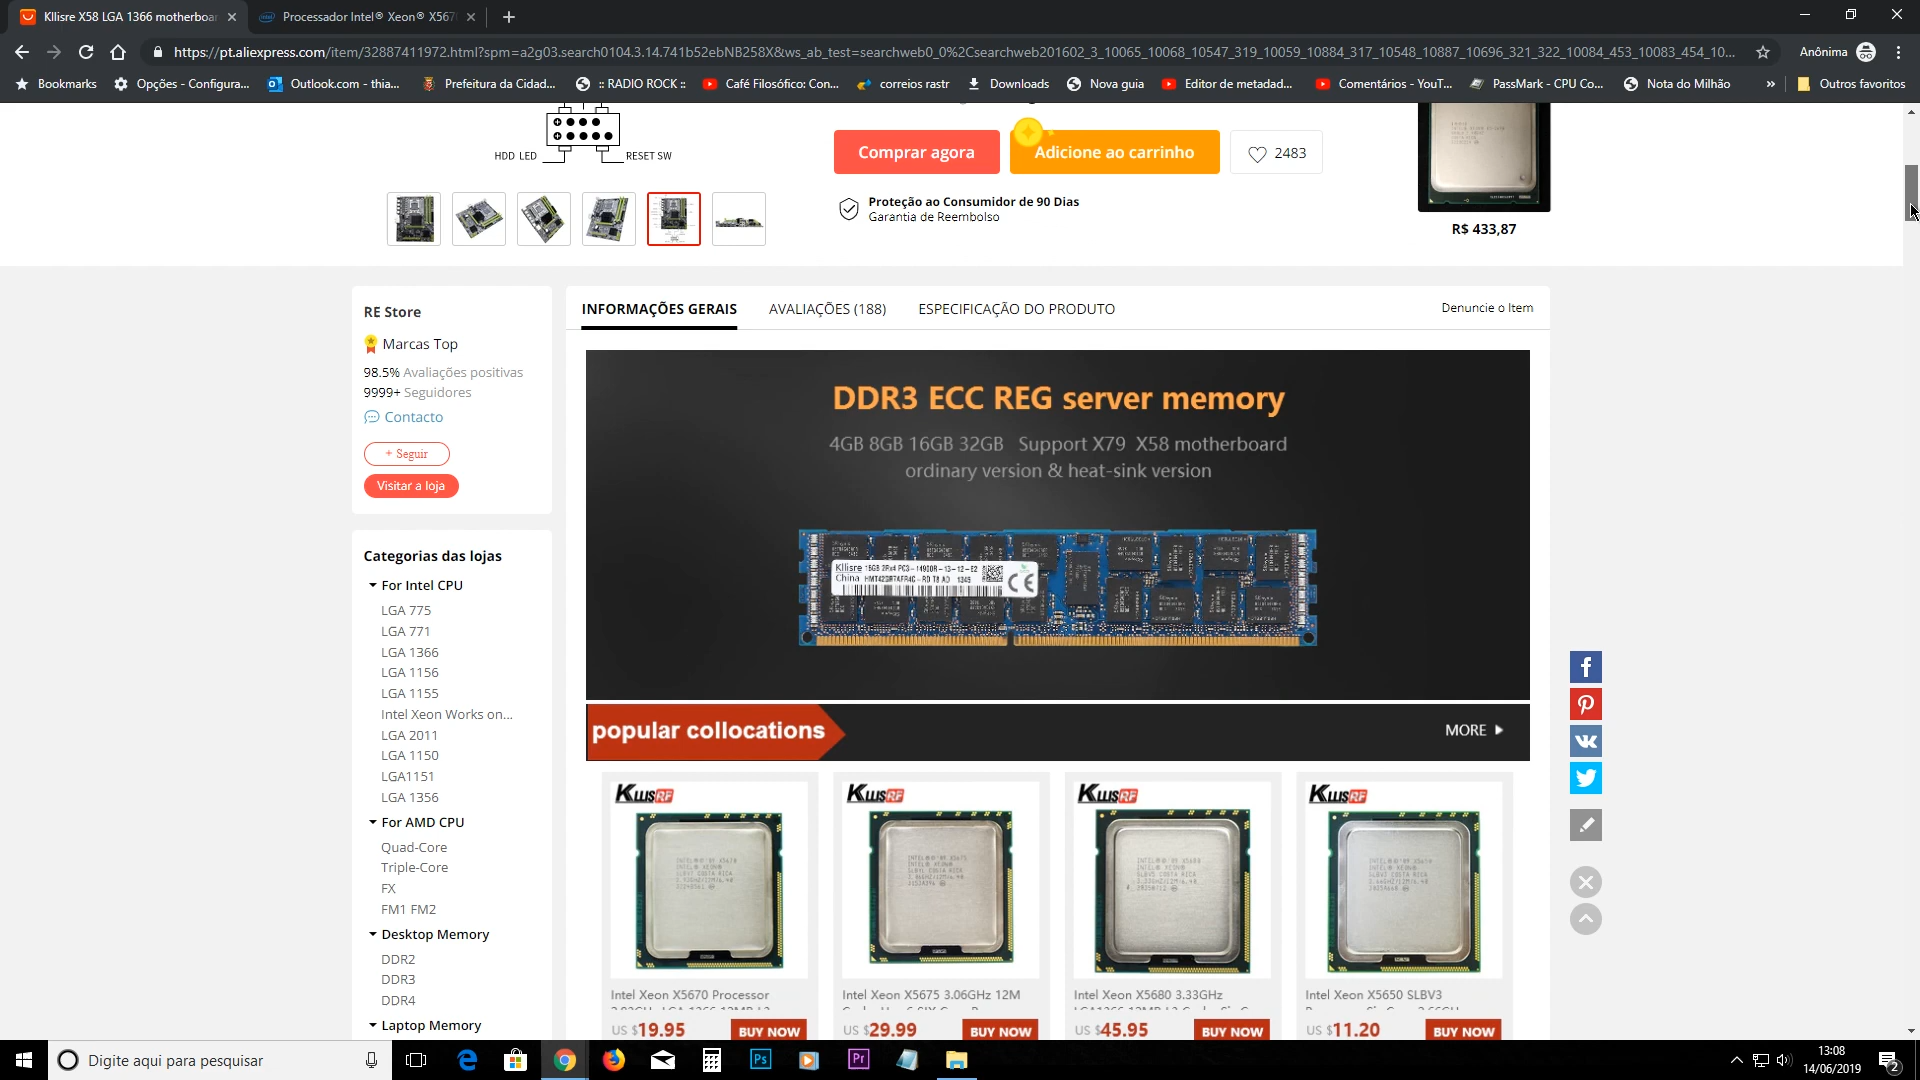 Kllisre X58 LGA 1366 motherboar
Processador Intel® Xeon® X567
https://pt.aliexpress.com/item/32887411972.html?spm=a2g03.search0104.3.14.741b52ebNB258X&ws_ab_test=searchweb0_0%2Csearchweb201602_3_10065_10068_10547_319_10059_10884_317_10548_10887_10696_321_322_10084_453_10083_454_10...
Anônima
Bookmarks
Opções - Configura...
Outlook.com - thia...
Prefeitura da Cidad...
:: RADIO ROCK ::
Café Filosófico: Con...
correios rastr
Downloads
Nova guia
Editor de metadad...
Comentários - YouT...
PassMark - CPU Co...
Nota do Milhão
»
Outros favoritos
HDD LED
RESET SW
Comprar agora
Adicione ao carrinho
2483
Proteção ao Consumidor de 90 Dias
Garantia de Reembolso
R$ 433,87
RE Store
Marcas Top
98.5% Avaliações positivas
9999+ Seguidores
Contacto
+ Seguir
Visitar a loja
INFORMAÇÕES GERAIS
AVALIAÇÕES (188)
ESPECIFICAÇÃO DO PRODUTO
Denuncie o Item
DDR3 ECC REG server memory
4GB 8GB 16GB 32GB Support X79 X58 motherboard
ordinary version & heat-sink version
Kllisre 16GB 2Rx4 PC3-14900R-13-12-E2
China
popular collocations
MORE
Categorias das lojas
For Intel CPU
LGA 775
LGA 771
LGA 1366
LGA 1156
LGA 1155
Intel Xeon Works on...
LGA 2011
LGA 1150
LGA1151
LGA 1356
For AMD CPU
Quad-Core
Triple-Core
FX
FM1 FM2
Desktop Memory
DDR2
DDR3
DDR4
Laptop Memory
Intel Xeon X5670 Processor
US $19.95
BUY NOW
Intel Xeon X5675 3.06GHz 12M
US $29.99
BUY NOW
Intel Xeon X5680 3.33GHz
US $45.95
BUY NOW
Intel Xeon X5650 SLBV3
US $11.20
BUY NOW
Digite aqui para pesquisar
13:08
14/06/2019
2